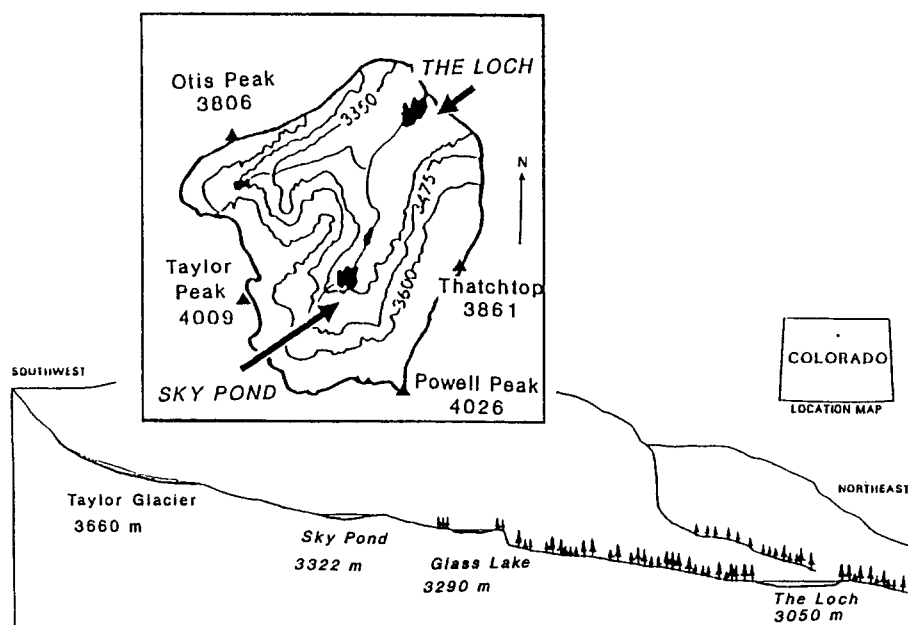 Otis Peak
3806
THE LOCH
3350
N
3475
Taylor
Peak
4009
3600
Thatchtop
3861
SKY POND
Powell Peak
4026
COLORADO
LOCATION MAP
SOUTHWEST
NORTHEAST
Taylor Glacier
3660 m
Sky Pond
3322 m
Glass Lake
3290 m
The Loch
3050 m